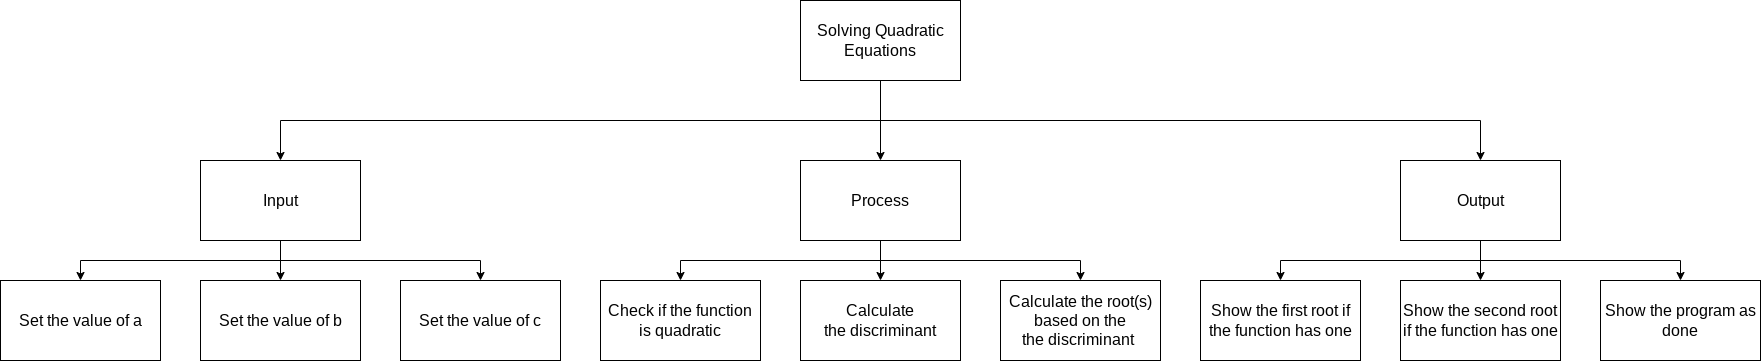 Solving Quadratic
Equations
Input
Process
Output
Set the value of a
Set the value of b
Set the value of c
Check if the function
is quadratic
Calculate
the discriminant
Calculate the root(s)
based on the
the discriminant
Show the first root if
the function has one
Show the second root
if the function has one
Show the program as
done